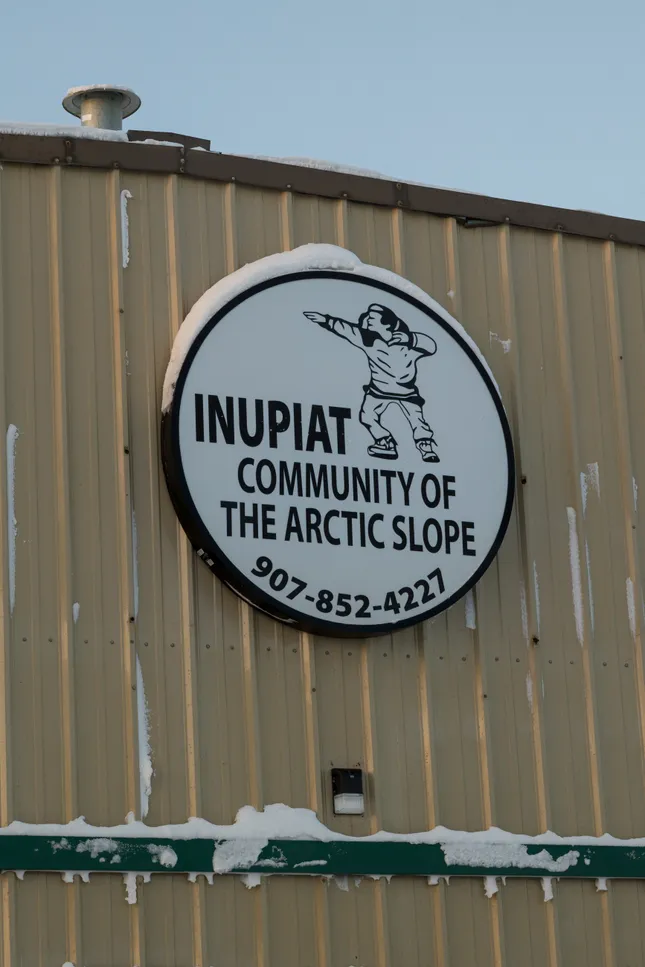 INUPIAT
COMMUNITY OF
THE ARCTIC SLOPE
907-852-4227